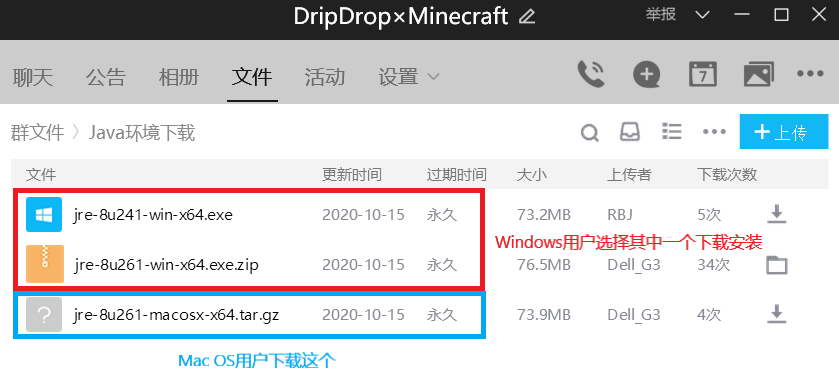 DripDrop×Minecraft 举报
聊天 公告 相册 文件 活动 设置 7
群文件 》Java环境下载 上传
文件 更新时间 过期时间 大小 上传者 下载次数
jre-8u241-win-x64.exe 2020-10-15 永久 73.2MB RBJ 5次
Windows用户选择其中一个下载安装
jre-8u261-win-x64.exe.zip 2020-10-15 永久 76.5MB Dell_G3 34次
jre-8u261-macosx-x64.tar.gz 2020-10-15 永久 73.9MB Dell_G3 4次
Mac OS用户下载这个